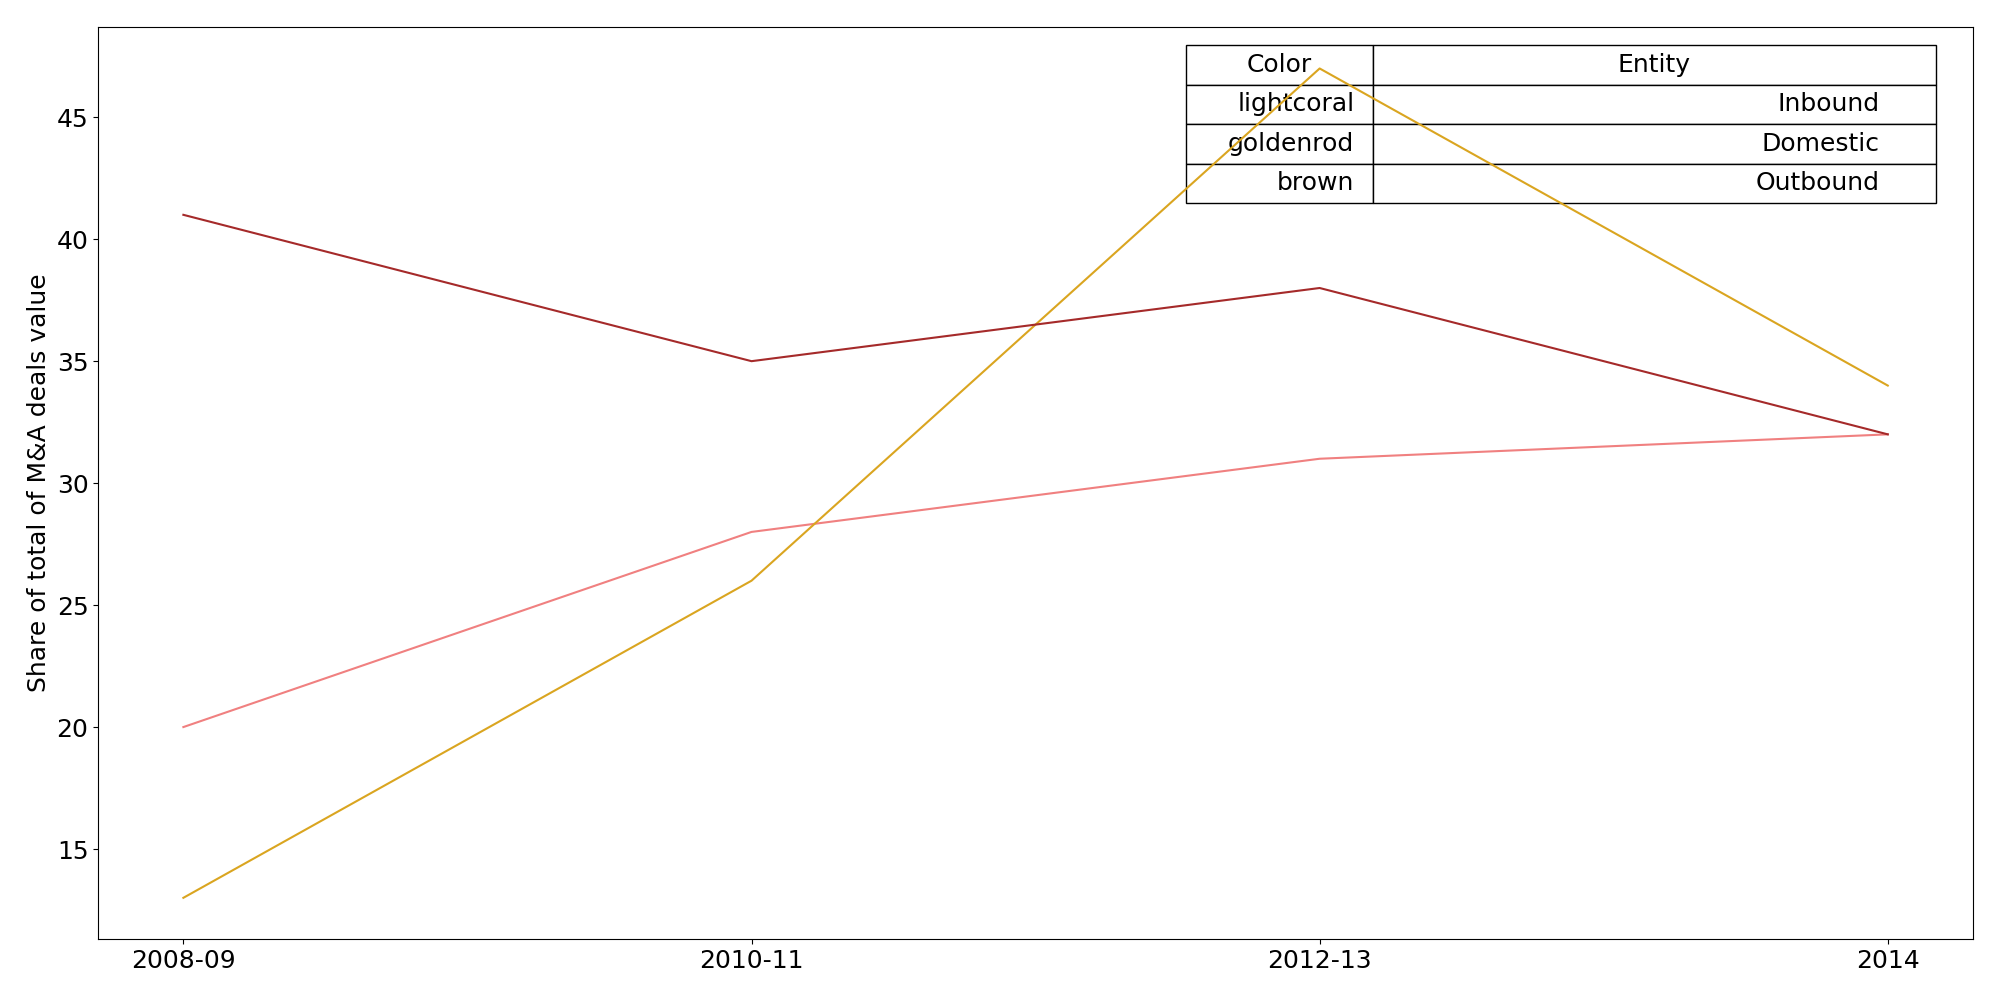 Color Entity
lightcoral Inbound
goldenrod Domestic
brown Outbound
Share of total of M&A deals value
45
40
35
30
25
20
15
2008-09 2010-11 2012-13 2014